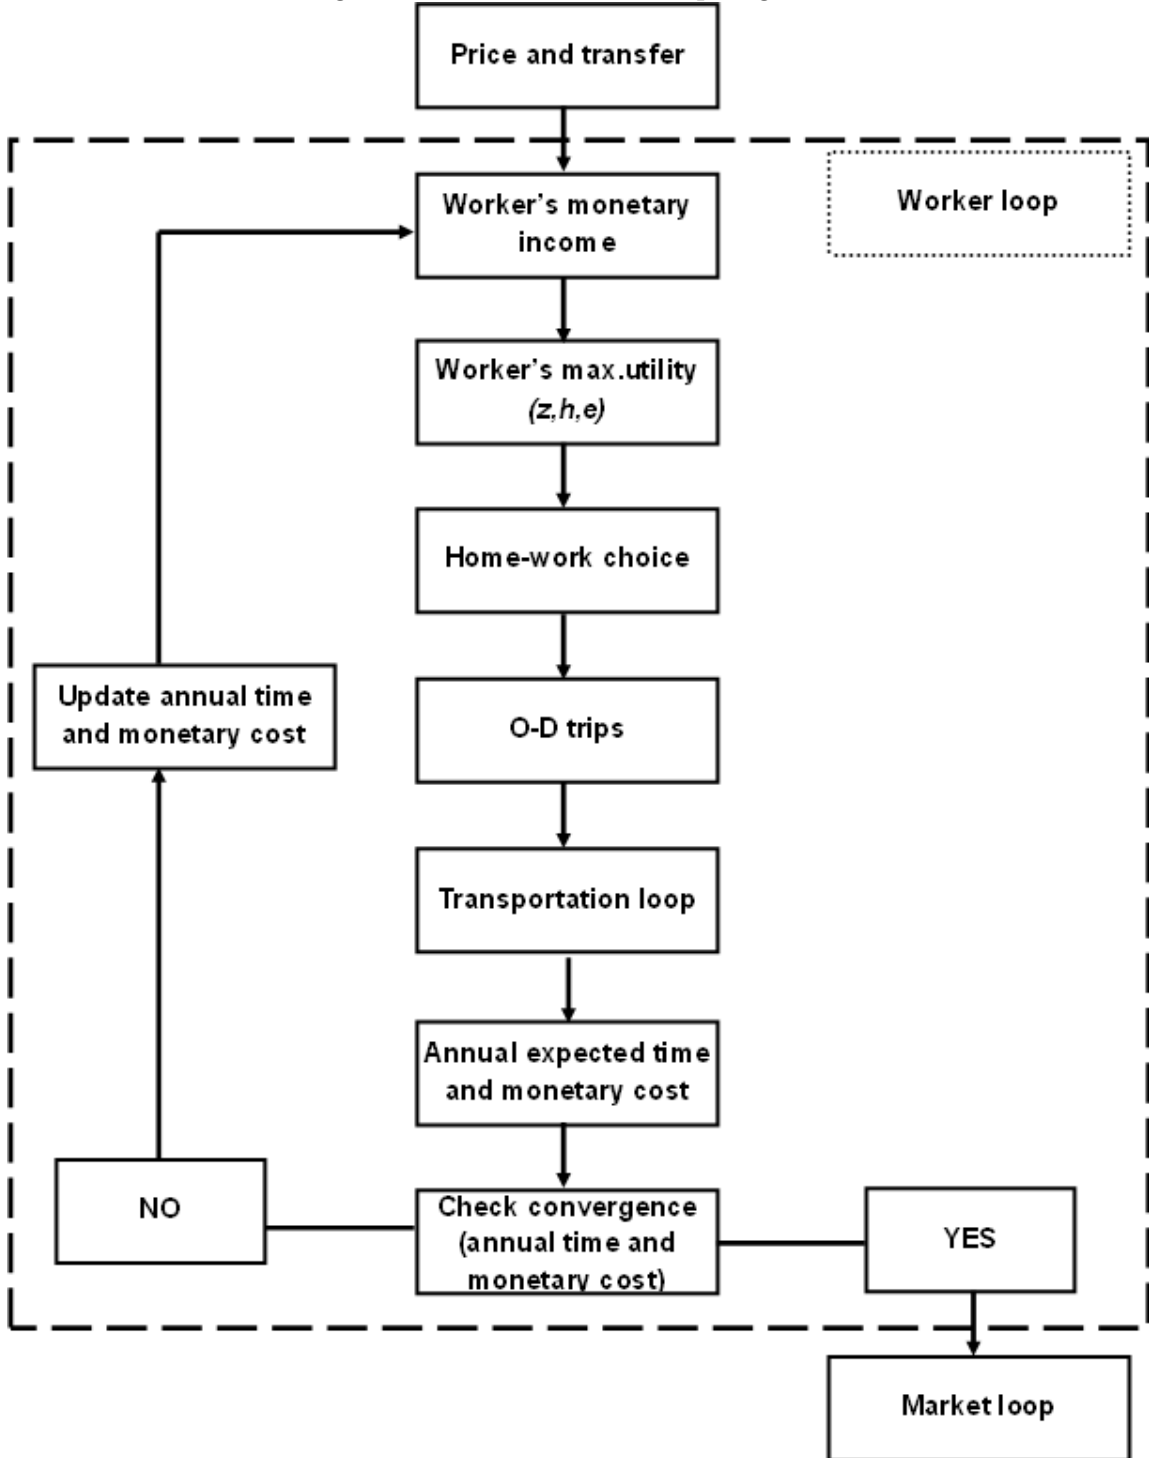 Price and transfer
Worker loop
Worker's monetary
income
Worker's max.utility
(z,h,e)
Home-work choice
O-D trips
Update annual time
and monetary cost
Transportation loop
Annual expected time
and monetary cost
NO
Check convergence
(annual time and
monetary cost)
YES
Market loop